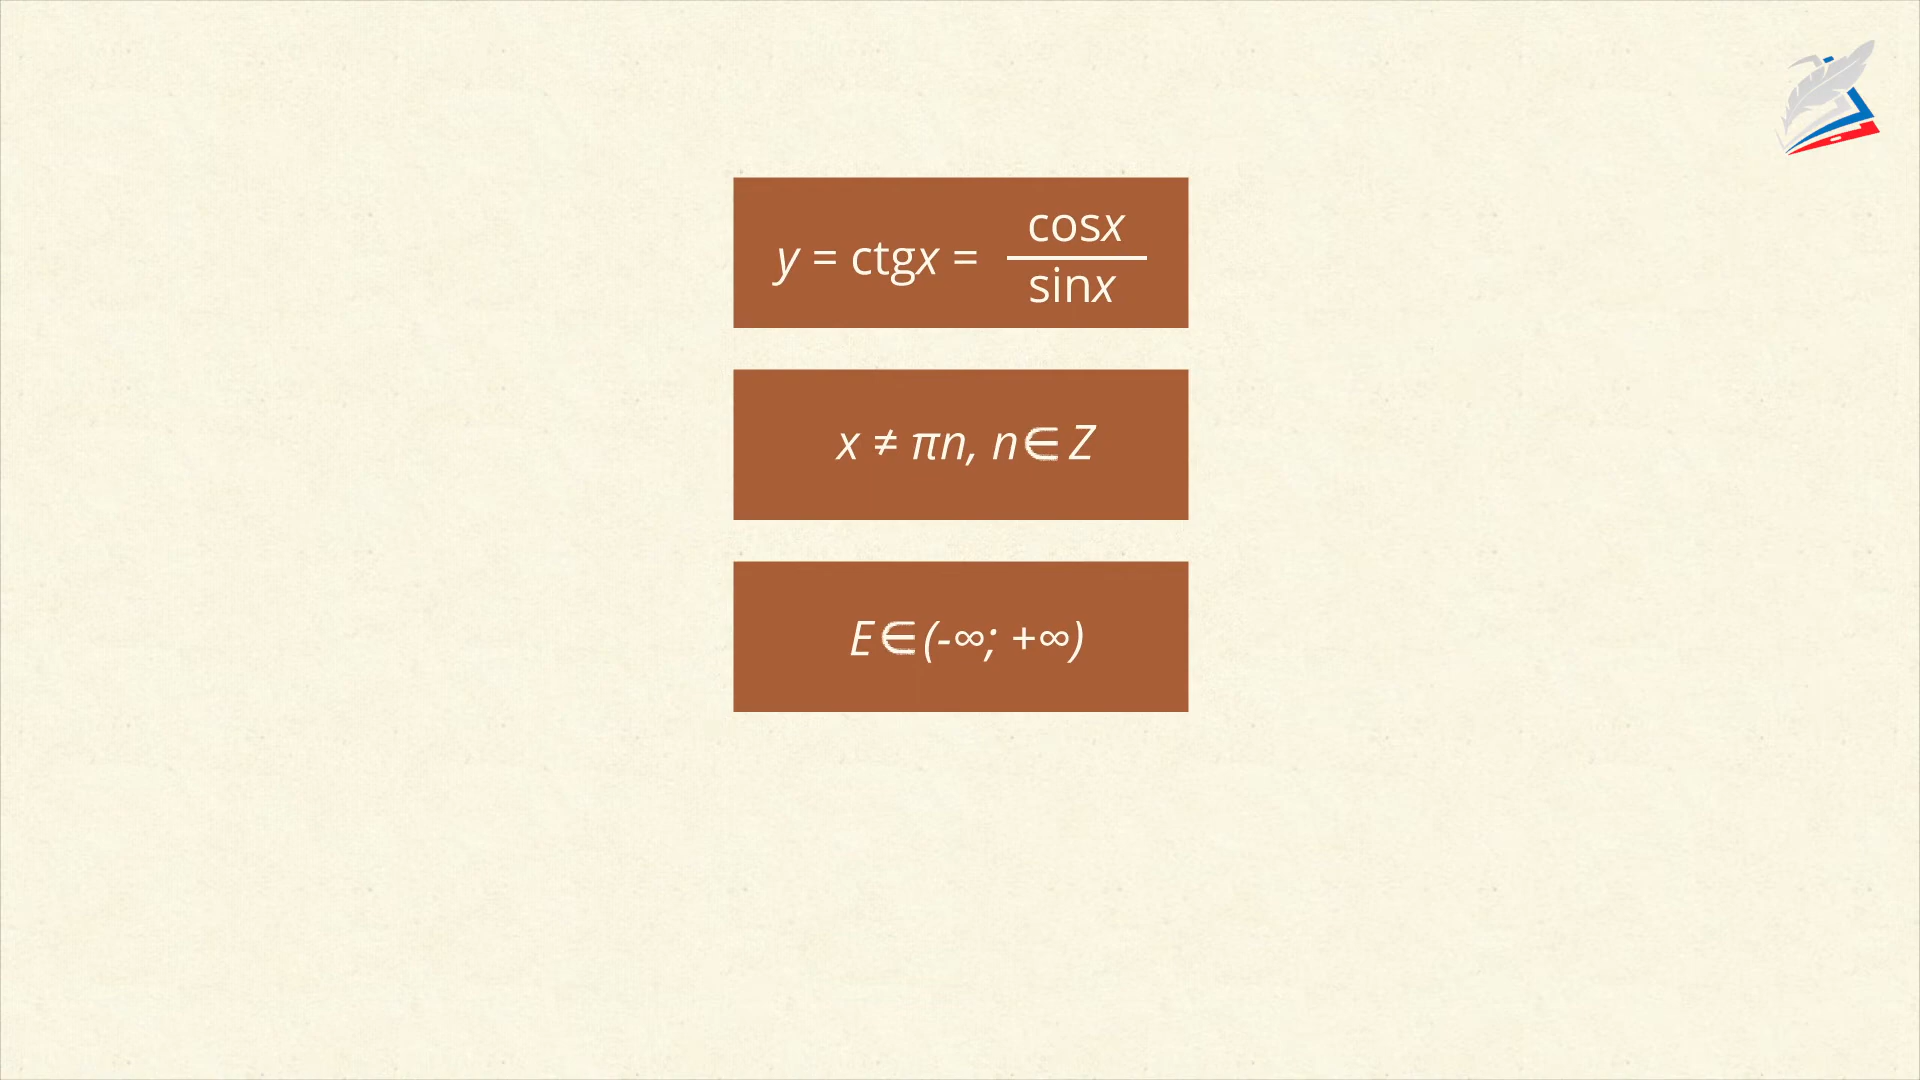 y = ctgx = cosx / sinx
x ≠ πn, n∈ Z
E∈(-∞; +∞)